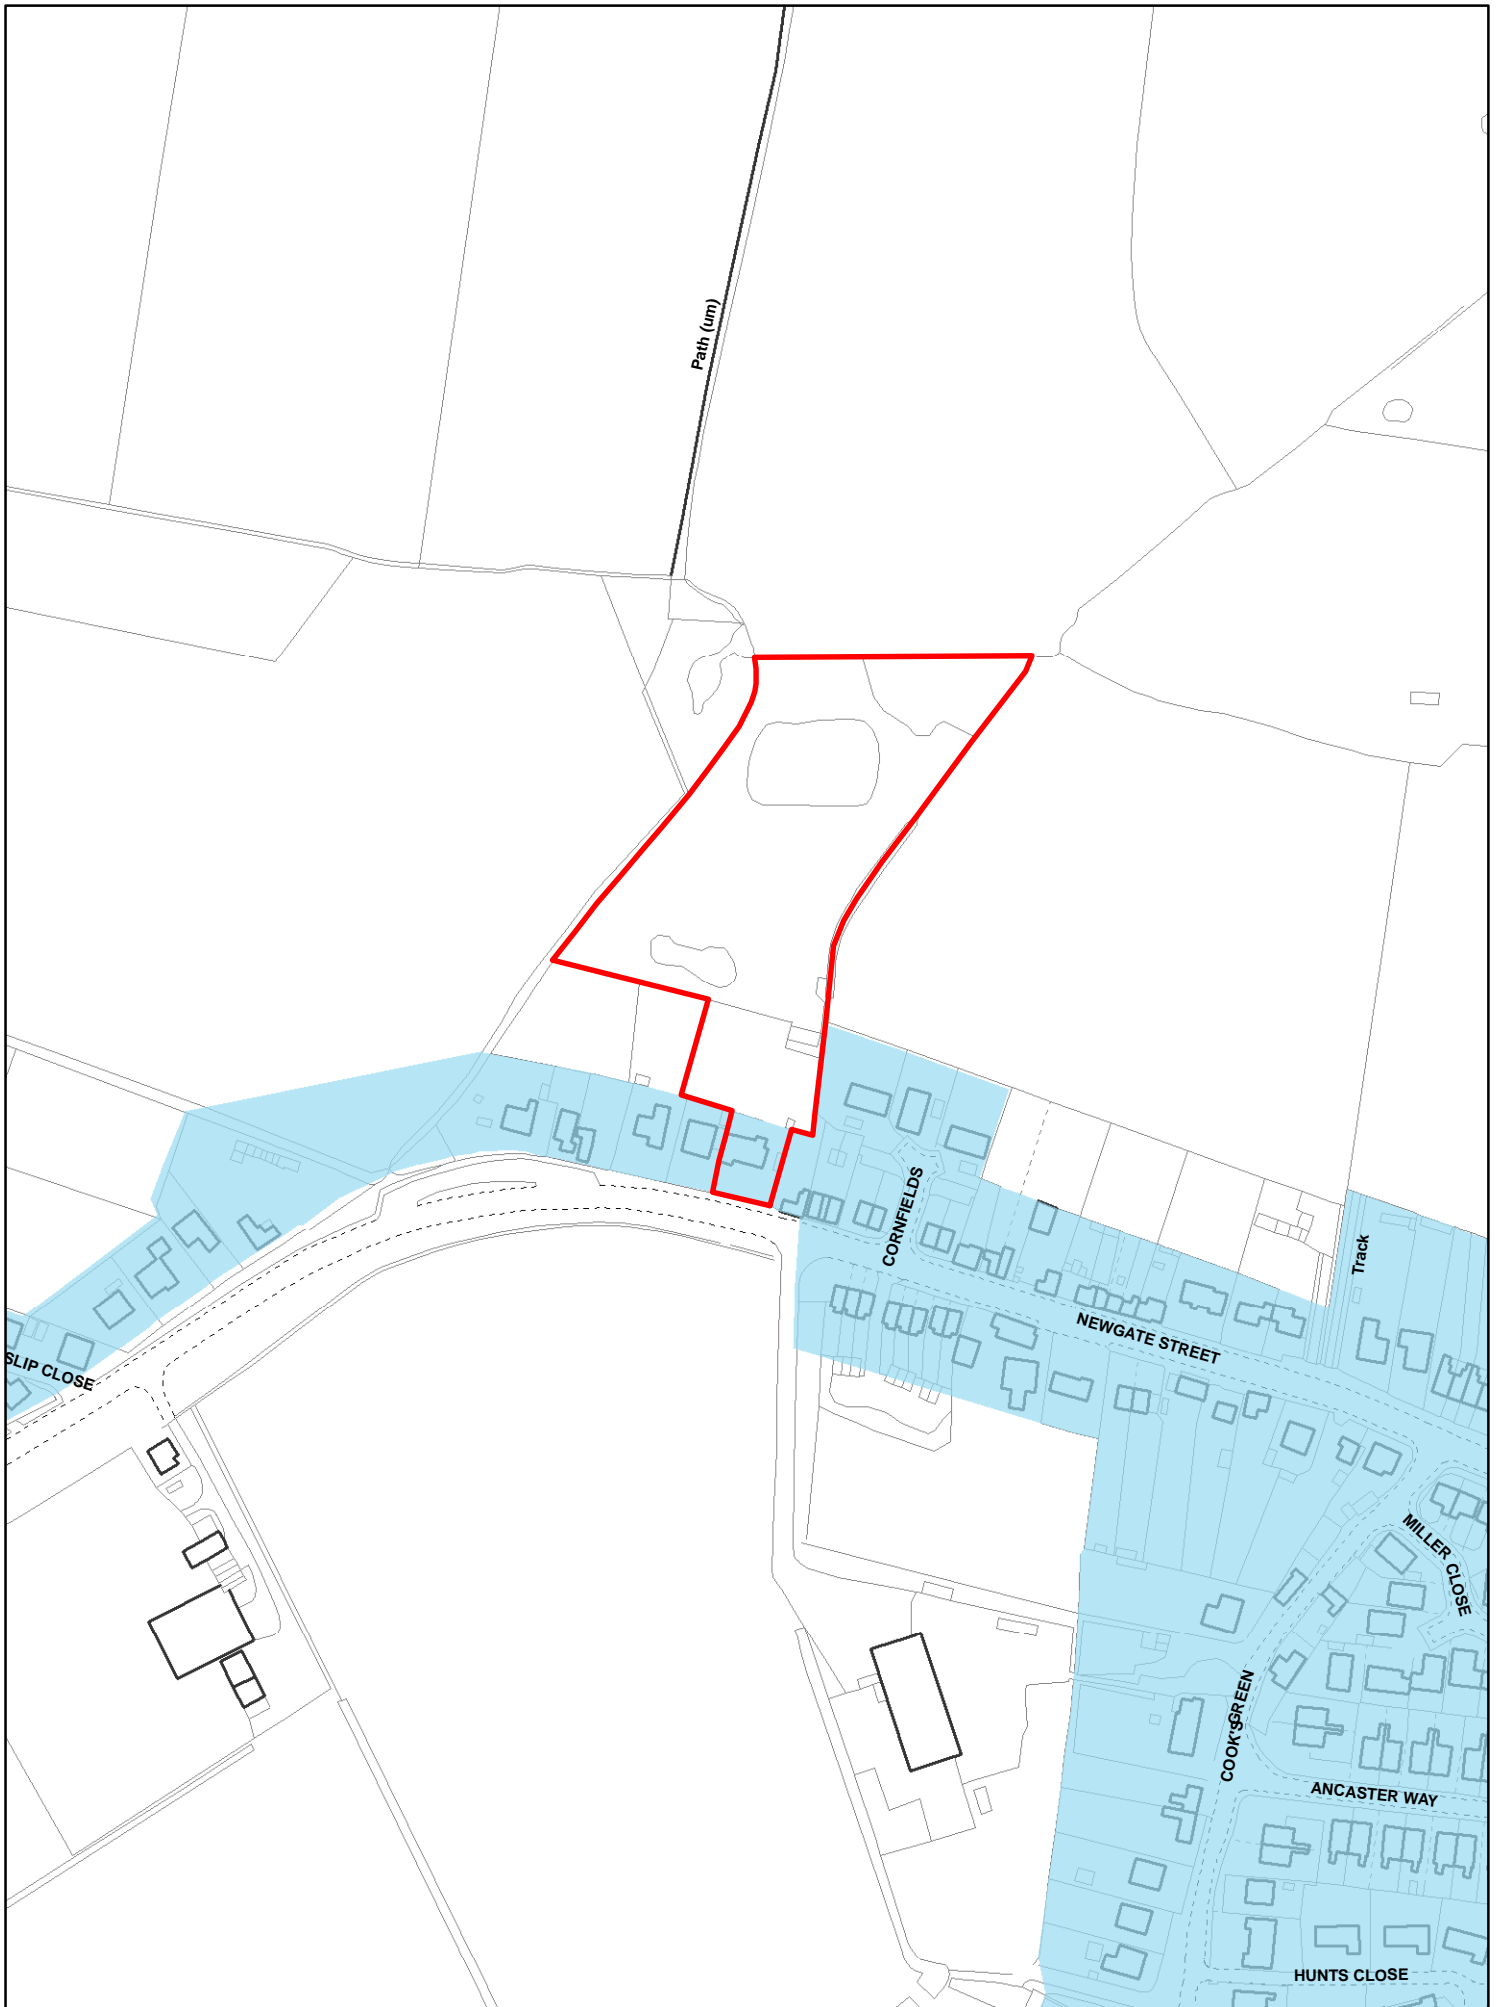 Path (um)
CORNFIELDS
Track
NEWGATE STREET
SLIP CLOSE
MILLER CLOSE
COOK'S GREEN
ANCASTER WAY
HUNTS CLOSE